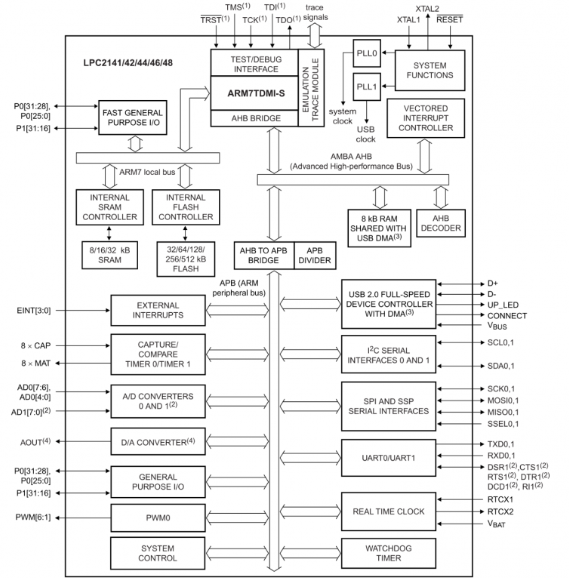 TMS(1)
TDI(1)
trace
signals
XTAL2
TRST(1)
TCK(1)
TDO(1)
XTAL1
RESET
LPC2141/42/44/46/48
TEST/DEBUG
INTERFACE
ARM7TDMI-S
AHB BRIDGE
EMULATION
TRACE MODULE
PLL0
PLL1
system
clock
USB
clock
SYSTEM
FUNCTIONS
VECTORED
INTERRUPT
CONTROLLER
P0[31:28],
P0[25:0]
P1[31:16]
FAST GENERAL
PURPOSE I/O
ARM7 local bus
AMBA AHB
(Advanced High-performance Bus)
INTERNAL
SRAM
CONTROLLER
INTERNAL
FLASH
CONTROLLER
8/16/32 kB
SRAM
32/64/128/
256/512 kB
FLASH
8 kB RAM
SHARED WITH
USB DMA(3)
AHB
DECODER
AHB TO APB
BRIDGE
APB
DIVIDER
APB (ARM
peripheral bus)
EINT[3:0]
EXTERNAL
INTERRUPTS
USB 2.0 FULL-SPEED
DEVICE CONTROLLER
WITH DMA(3)
D+
D-
UP_LED
CONNECT
VBUS
8 × CAP
8 × MAT
CAPTURE/
COMPARE
TIMER 0/TIMER 1
I2C SERIAL
INTERFACES 0 AND 1
SCL0,1
SDA0,1
AD0[7:6],
AD0[4:0]
AD1[7:0](2)
A/D CONVERTERS
0 AND 1(2)
SPI AND SSP
SERIAL INTERFACES
SCK0,1
MOSI0,1
MISO0,1
SSEL0,1
AOUT(4)
D/A CONVERTER(4)
UART0/UART1
TXD0,1
RXD0,1
DSR1(2),CTS1(2)
RTS1(2), DTR1(2)
DCD1(2), RI1(2)
P0[31:28],
P0[25:0]
P1[31:16]
GENERAL
PURPOSE I/O
REAL TIME CLOCK
RTCX1
RTCX2
VBAT
PWM[6:1]
PWM0
SYSTEM
CONTROL
WATCHDOG
TIMER